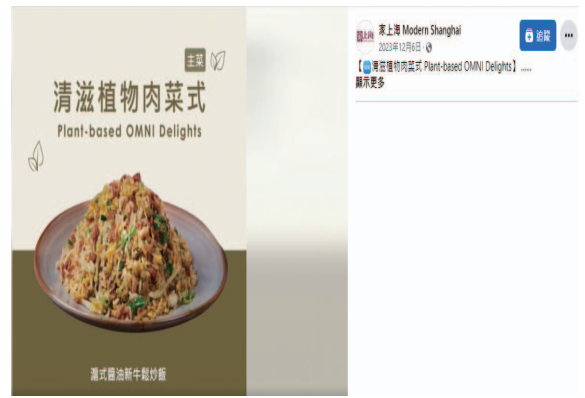 主菜
清滋植物肉菜式
Plant-based OMNI Delights
滬式醬油新牛鬆炒飯
家上海 Modern Shanghai
2023年12月6日
追蹤
【清滋植物肉菜式 Plant-based OMNI Delights】......
顯示更多